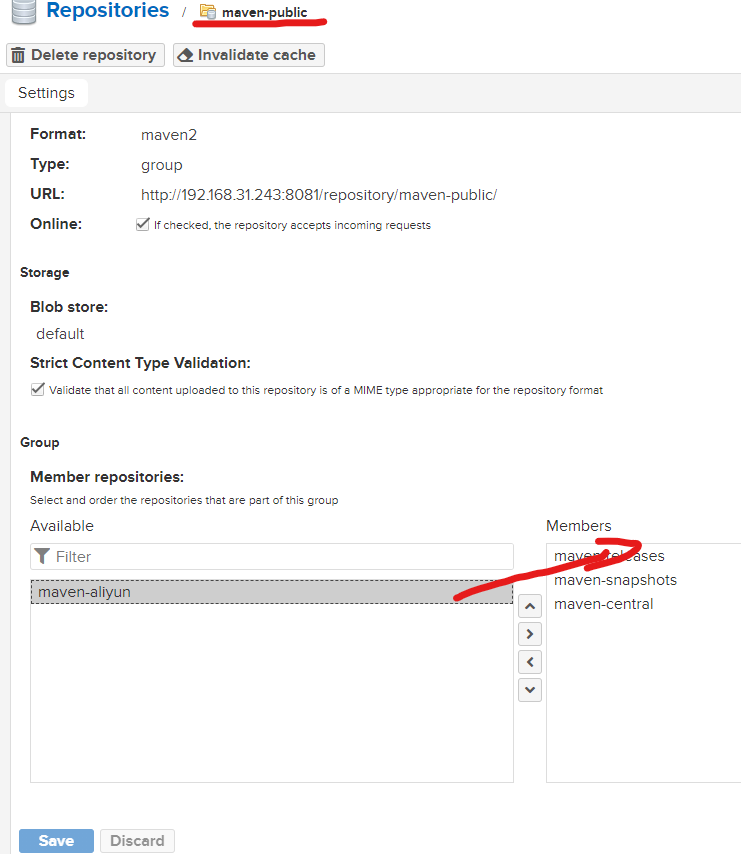 Repositories / maven-public
Delete repository Invalidate cache
Settings
Format: maven2
Type: group
URL: http://192.168.31.243:8081/repository/maven-public/
Online: If checked, the repository accepts incoming requests
Storage
Blob store:
default
Strict Content Type Validation:
Validate that all content uploaded to this repository is of a MIME type appropriate for the repository format
Group
Member repositories:
Select and order the repositories that are part of this group
Available Members
Filter
maven-releases
maven-aliyun
maven-snapshots
maven-central
Save Discard